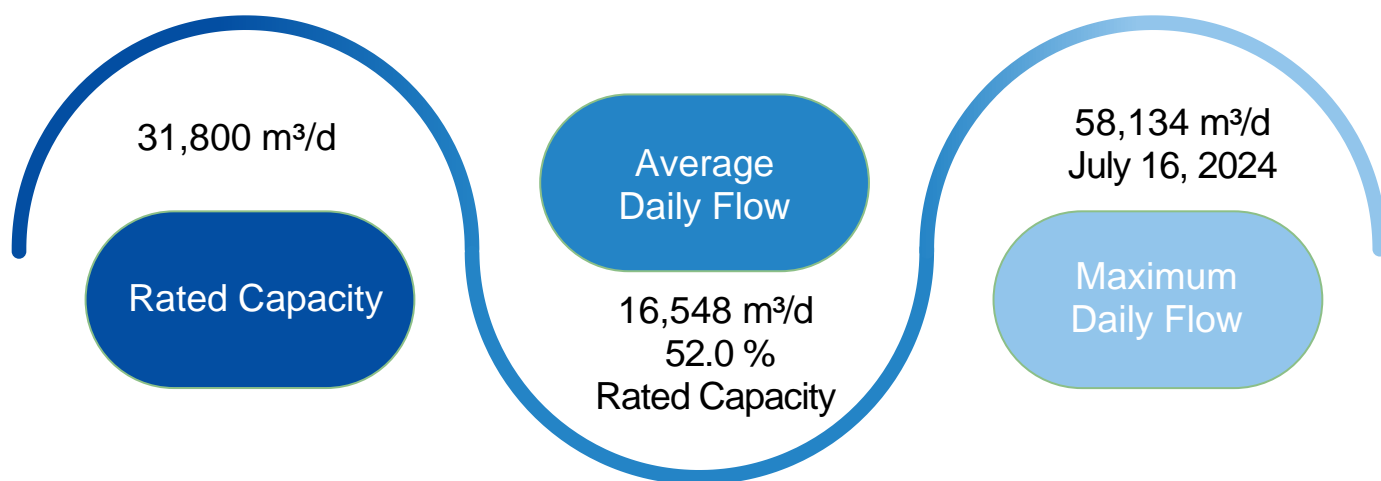 31,800 m³/d
Rated Capacity
Average
Daily Flow
16,548 m³/d
52.0 %
Rated Capacity
58,134 m³/d
July 16, 2024
Maximum
Daily Flow